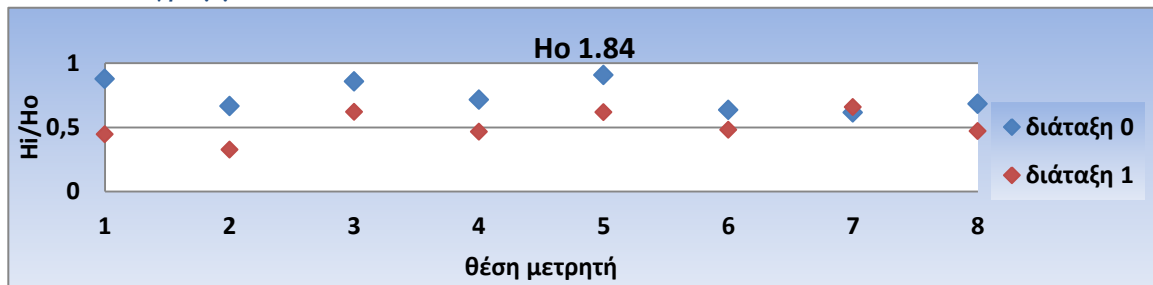 Ho 1.84
Hi/Ho
1
0,5
0
1 2 3 4 5 6 7 8
θέση μετρητή
διάταξη 0
διάταξη 1